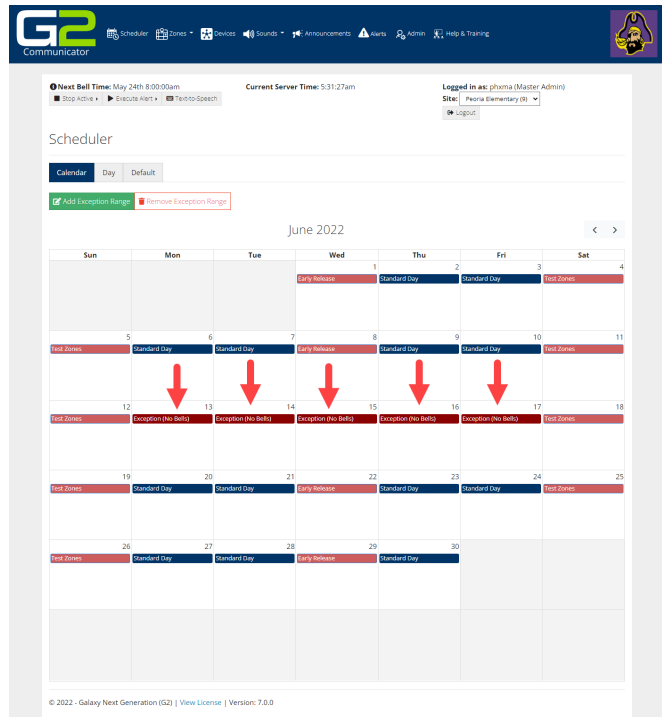 G2
Communicator
Scheduler Zones Devices Sounds Announcements Alerts Admin Help & Training
Next Bell Time: May 24th 8:00:00am Current Server Time: 5:31:27am Logged in as: phxma (Master Admin)
Stop Active Execute Alert Text-to-Speech Site: Peoria Elementary (9)
Logout
Scheduler
Calendar Day Default
Add Exception Range Remove Exception Range
June 2022
Sun Mon Tue Wed Thu Fri Sat
1 2 3 4
Early Release Standard Day Standard Day Test Zones
5 6 7 8 9 10 11
Test Zones Standard Day Standard Day Early Release Standard Day Standard Day Test Zones
12 13 14 15 16 17 18
Test Zones Exception (No Bells) Exception (No Bells) Exception (No Bells) Exception (No Bells) Exception (No Bells) Test Zones
19 20 21 22 23 24 25
Test Zones Standard Day Standard Day Early Release Standard Day Standard Day Test Zones
26 27 28 29 30
Test Zones Standard Day Standard Day Early Release Standard Day
© 2022 - Galaxy Next Generation (G2) | View License | Version: 7.0.0